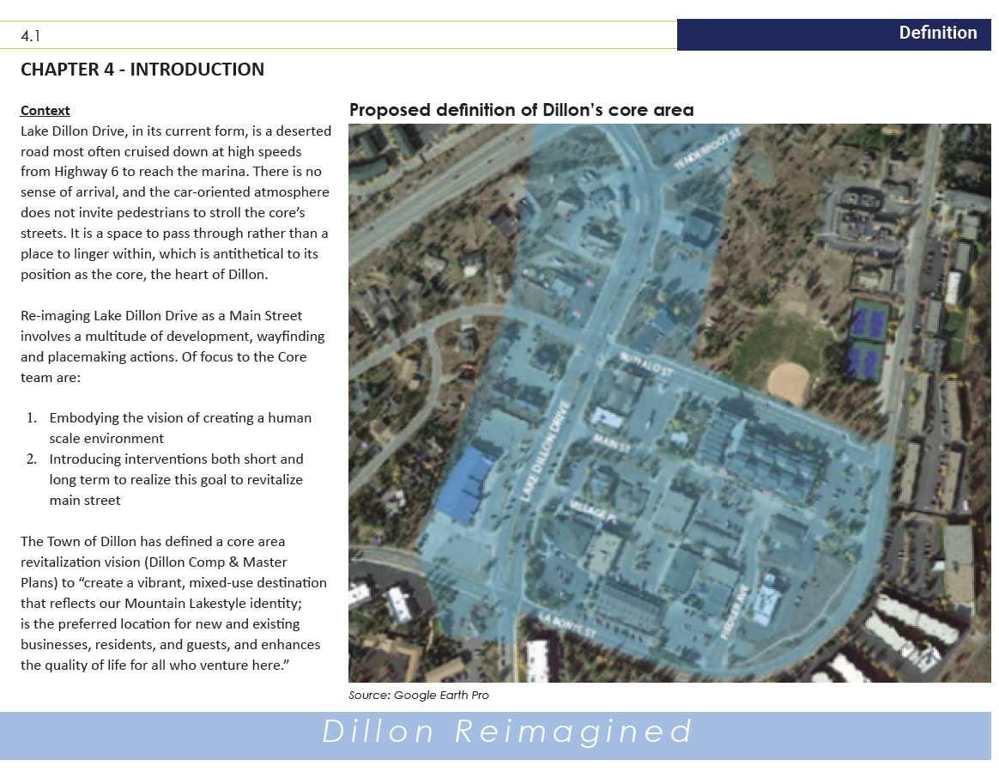 4.1
Definition
CHAPTER 4 - INTRODUCTION
Context
Lake Dillon Drive, in its current form, is a deserted
road most often cruised down at high speeds
from Highway 6 to reach the marina. There is no
sense of arrival, and the car-oriented atmosphere
does not invite pedestrians to stroll the core’s
streets. It is a space to pass through rather than a
place to linger within, which is antithetical to its
position as the core, the heart of Dillon.
Re-imaging Lake Dillon Drive as a Main Street
involves a multitude of development, wayfinding
and placemaking actions. Of focus to the Core
team are:
1. Embodying the vision of creating a human
scale environment
2. Introducing interventions both short and
long term to realize this goal to revitalize
main street
The Town of Dillon has defined a core area
revitalization vision (Dillon Comp & Master
Plans) to “create a vibrant, mixed-use destination
that reflects our Mountain Lakestyle identity;
is the preferred location for new and existing
businesses, residents, and guests, and enhances
the quality of life for all who venture here.”
Proposed definition of Dillon’s core area
TENDERFOOT ST
BUFFALO ST
LAKE DILLON DRIVE
MAIN ST
VILLAGE PL
LA BONTE ST
FIEDLER AVE
Source: Google Earth Pro
Dillon Reimagined